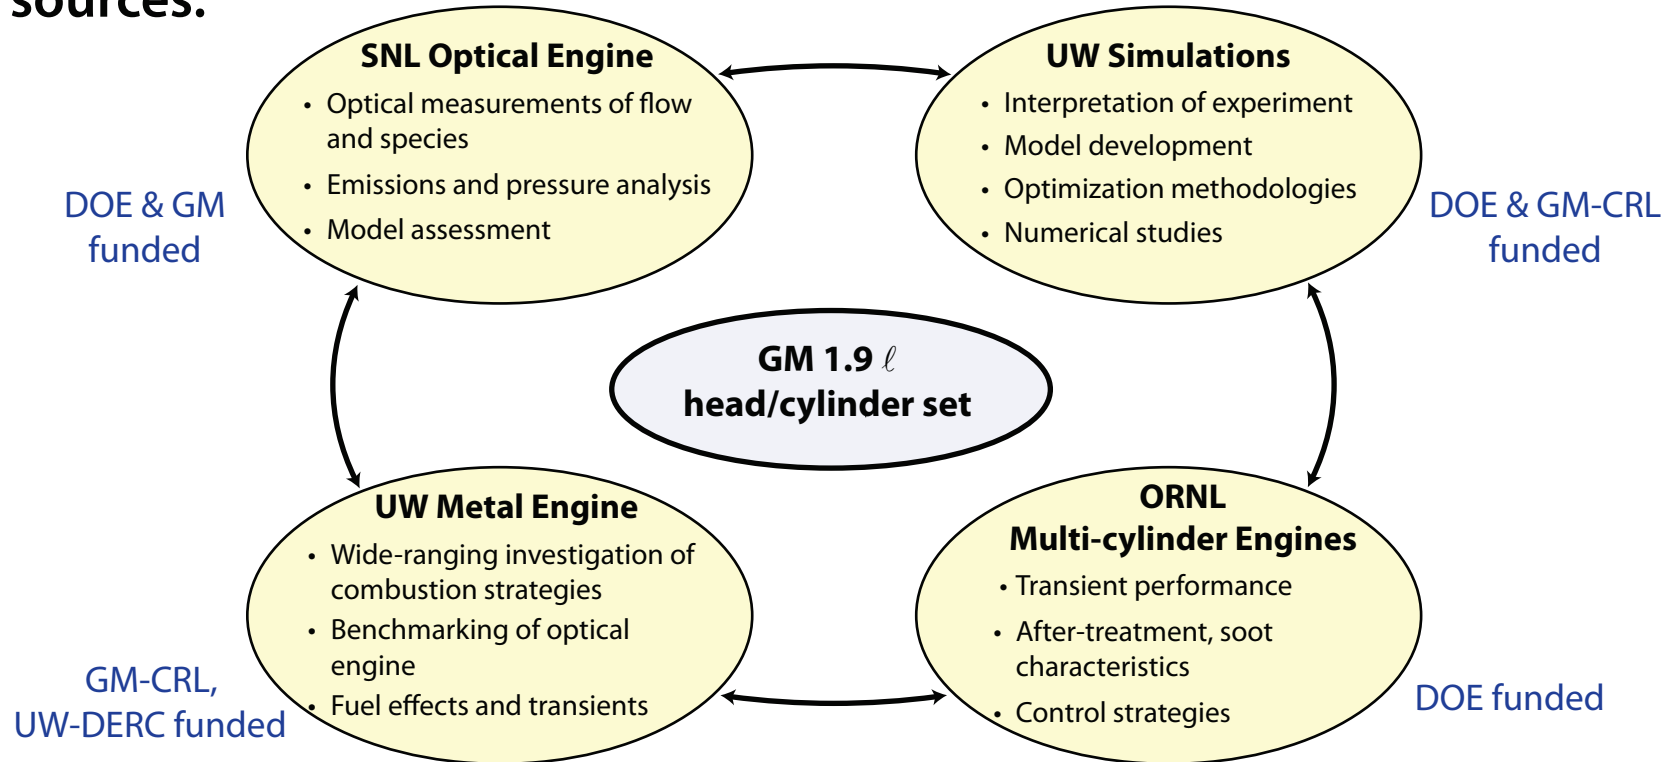 sources.
SNL Optical Engine
• Optical measurements of flow
and species
• Emissions and pressure analysis
• Model assessment
DOE & GM
funded
UW Simulations
• Interpretation of experiment
• Model development
• Optimization methodologies
• Numerical studies
DOE & GM-CRL
funded
GM 1.9 ℓ
head/cylinder set
UW Metal Engine
• Wide-ranging investigation of
combustion strategies
• Benchmarking of optical
engine
• Fuel effects and transients
GM-CRL,
UW-DERC funded
ORNL
Multi-cylinder Engines
• Transient performance
• After-treatment, soot
characteristics
• Control strategies
DOE funded